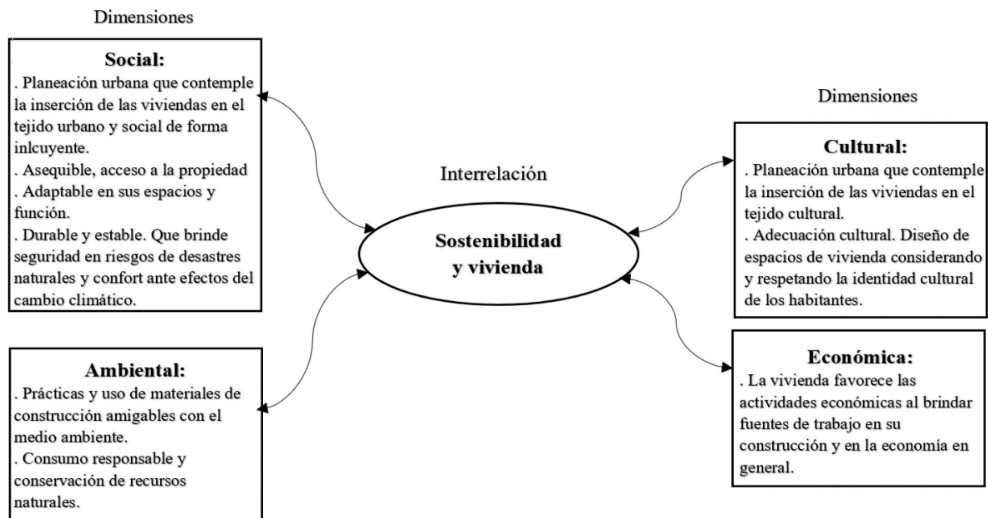 Dimensiones
Social:
. Planeación urbana que contemple
la inserción de las viviendas en el
tejido urbano y social de forma
inlcuyente.
. Asequible, acceso a la propiedad
. Adaptable en sus espacios y
función.
. Durable y estable. Que brinde
seguridad en riesgos de desastres
naturales y confort ante efectos del
cambio climático.
Ambiental:
. Prácticas y uso de materiales de
construcción amigables con el
medio ambiente.
. Consumo responsable y
conservación de recursos
naturales.
Interrelación
Sostenibilidad
y vivienda
Dimensiones
Cultural:
. Planeación urbana que contemple
la inserción de las viviendas en el
tejido cultural.
. Adecuación cultural. Diseño de
espacios de vivienda considerando
y respetando la identidad cultural
de los habitantes.
Económica:
. La vivienda favorece las
actividades económicas al brindar
fuentes de trabajo en su
construcción y en la economía en
general.